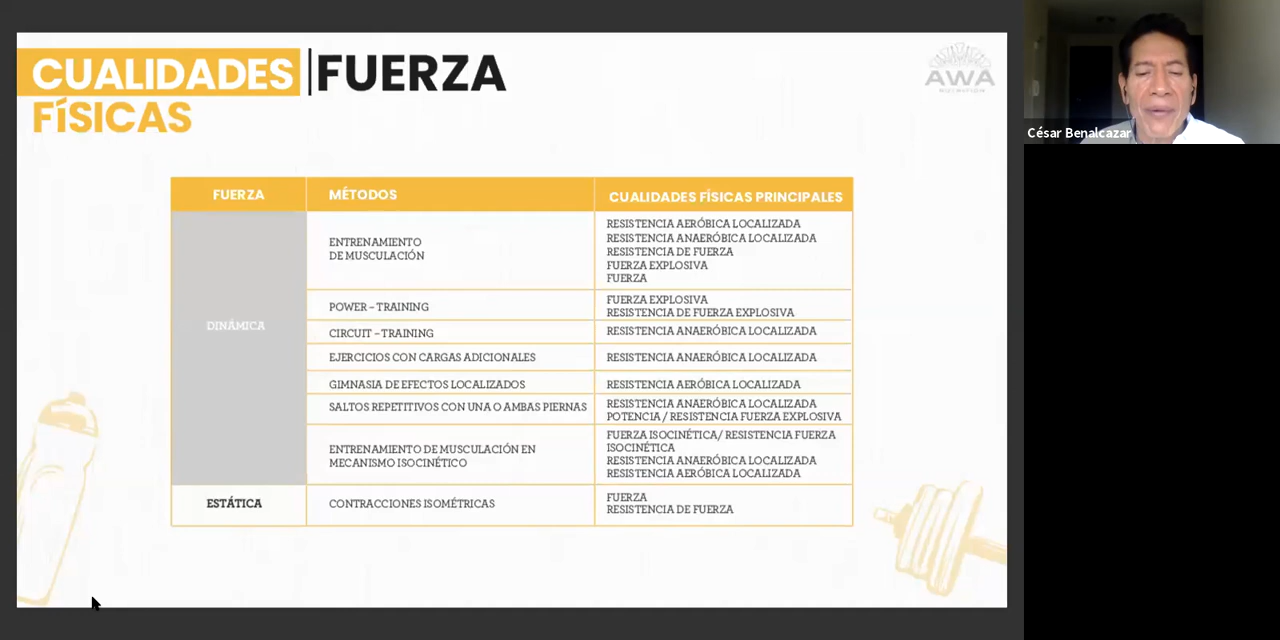 CUALIDADES FUERZA
FíSICAS
AWA
César Benalcazar
FUERZA MÉTODOS CUALIDADES FÍSICAS PRINCIPALES
DINÁMICA
ENTRENAMIENTO
DE MUSCULACIÓN
RESISTENCIA AERÓBICA LOCALIZADA
RESISTENCIA ANAERÓBICA LOCALIZADA
RESISTENCIA DE FUERZA
FUERZA EXPLOSIVA
FUERZA
POWER – TRAINING
FUERZA EXPLOSIVA
RESISTENCIA DE FUERZA EXPLOSIVA
CIRCUIT – TRAINING
RESISTENCIA ANAERÓBICA LOCALIZADA
EJERCICIOS CON CARGAS ADICIONALES
RESISTENCIA ANAERÓBICA LOCALIZADA
GIMNASIA DE EFECTOS LOCALIZADOS
RESISTENCIA AERÓBICA LOCALIZADA
SALTOS REPETITIVOS CON UNA O AMBAS PIERNAS
RESISTENCIA ANAERÓBICA LOCALIZADA
POTENCIA / RESISTENCIA FUERZA EXPLOSIVA
ENTRENAMIENTO DE MUSCULACIÓN EN
MECANISMO ISOCINÉTICO
FUERZA ISOCINÉTICA/ RESISTENCIA FUERZA
ISOCINÉTICA
RESISTENCIA ANAERÓBICA LOCALIZADA
RESISTENCIA AERÓBICA LOCALIZADA
ESTÁTICA
CONTRACCIONES ISOMÉTRICAS
FUERZA
RESISTENCIA DE FUERZA